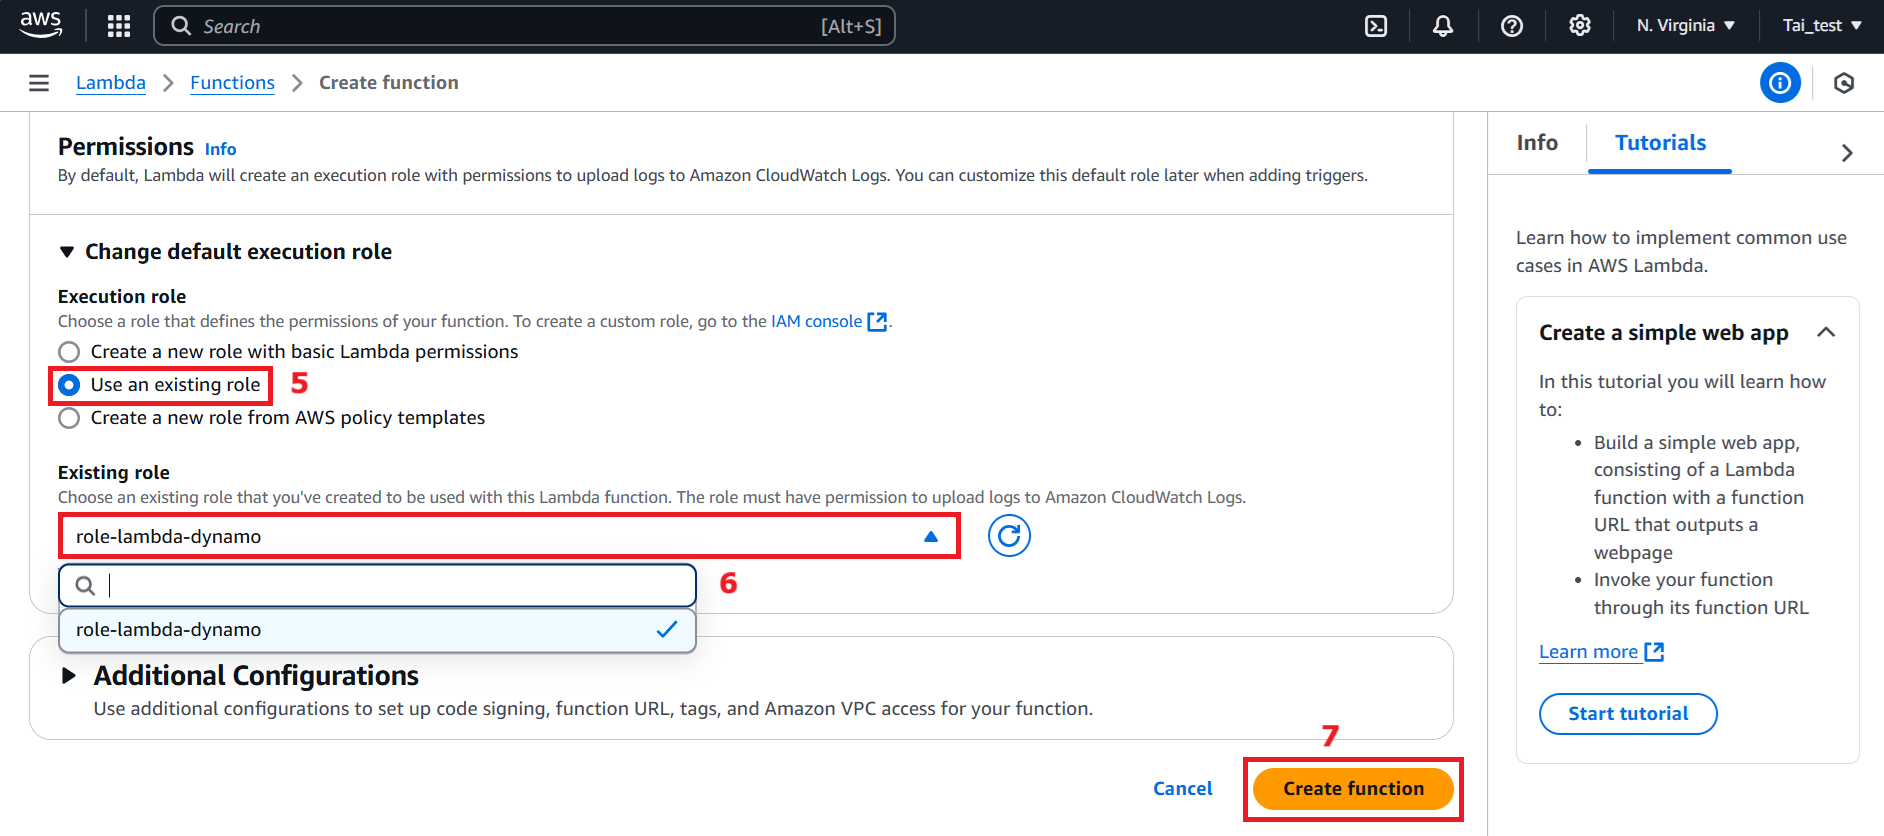 aws
Search
[Alt+S]
N. Virginia
Tai_test
Lambda
Functions
Create function
Permissions Info
By default, Lambda will create an execution role with permissions to upload logs to Amazon CloudWatch Logs. You can customize this default role later when adding triggers.
Change default execution role
Execution role
Choose a role that defines the permissions of your function. To create a custom role, go to the IAM console .
Create a new role with basic Lambda permissions
Use an existing role 5
Create a new role from AWS policy templates
Existing role
Choose an existing role that you've created to be used with this Lambda function. The role must have permission to upload logs to Amazon CloudWatch Logs.
role-lambda-dynamo
6
role-lambda-dynamo
Additional Configurations
Use additional configurations to set up code signing, function URL, tags, and Amazon VPC access for your function.
7
Cancel
Create function
Info
Tutorials
Learn how to implement common use
cases in AWS Lambda.
Create a simple web app
In this tutorial you will learn how
to:
• Build a simple web app,
consisting of a Lambda
function with a function
URL that outputs a
webpage
• Invoke your function
through its function URL
Learn more
Start tutorial